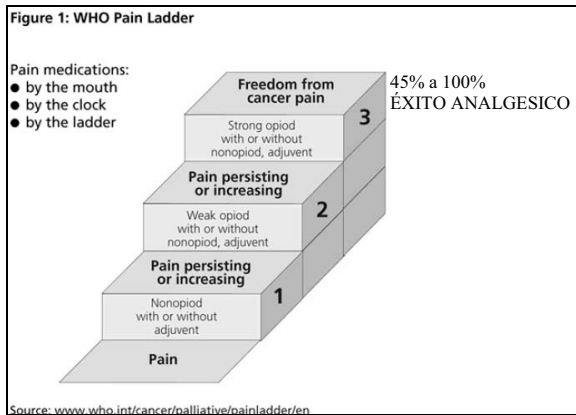 Figure 1: WHO Pain Ladder
Pain medications:
● by the mouth
● by the clock
● by the ladder
Freedom from
cancer pain
45% a 100%
ÉXITO ANALGESICO
3
Strong opiod
with or without
nonopiod, adjuvent
Pain persisting
or increasing
2
Weak opiod
with or without
nonopiod, adjuvent
Pain persisting
or increasing
1
Nonopiod
with or without
adjuvent
Pain
Source: www.who.int/cancer/palliative/painladder/en